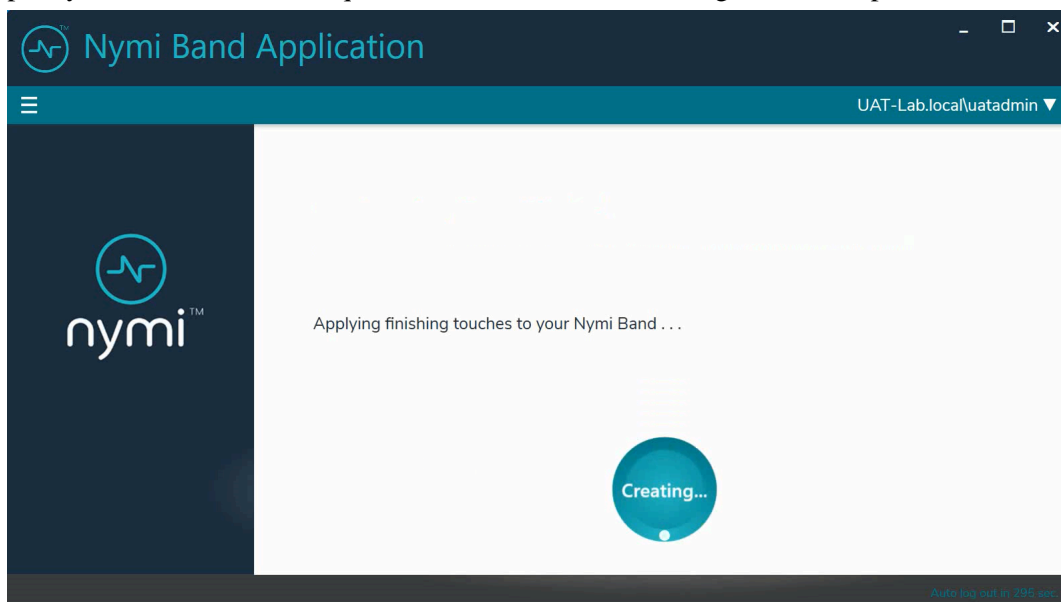 Nymi Band Application
UAT-Lab.local\uatadmin
nymi™
Applying finishing touches to your Nymi Band . . .
Creating...
Auto log out in 296 sec